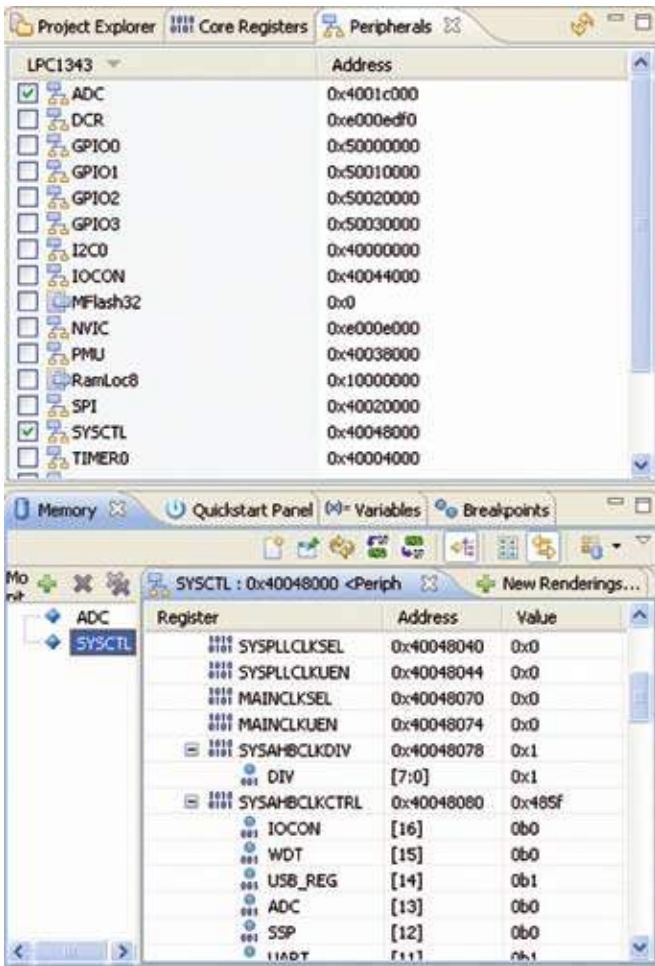 Project Explorer Core Registers Peripherals
LPC1343 Address
ADC 0x4001c000
DCR 0xe000edf0
GPIO0 0x50000000
GPIO1 0x50010000
GPIO2 0x50020000
GPIO3 0x50030000
I2C0 0x40000000
IOCON 0x40044000
MFlash32 0x0
NVIC 0xe000e000
PMU 0x40038000
RamLoc8 0x10000000
SPI 0x40020000
SYSCTL 0x40048000
TIMER0 0x40004000
Memory Quickstart Panel (x)= Variables Breakpoints
Mo SYSCTL : 0x40048000 <Periph New Renderings...
ADC Register Address Value
SYSCTL SYSPLLCLKSEL 0x40048040 0x0
SYSPLLCLKUEN 0x40048044 0x0
MAINCLKSEL 0x40048070 0x0
MAINCLKUEN 0x40048074 0x0
SYSAHBCLKDIV 0x40048078 0x1
DIV [7:0] 0x1
SYSAHBCLKCTRL 0x40048080 0x485f
IOCON [16] 0b0
WDT [15] 0b0
USB_REG [14] 0b1
ADC [13] 0b0
SSP [12] 0b0
UART [11] 0b1